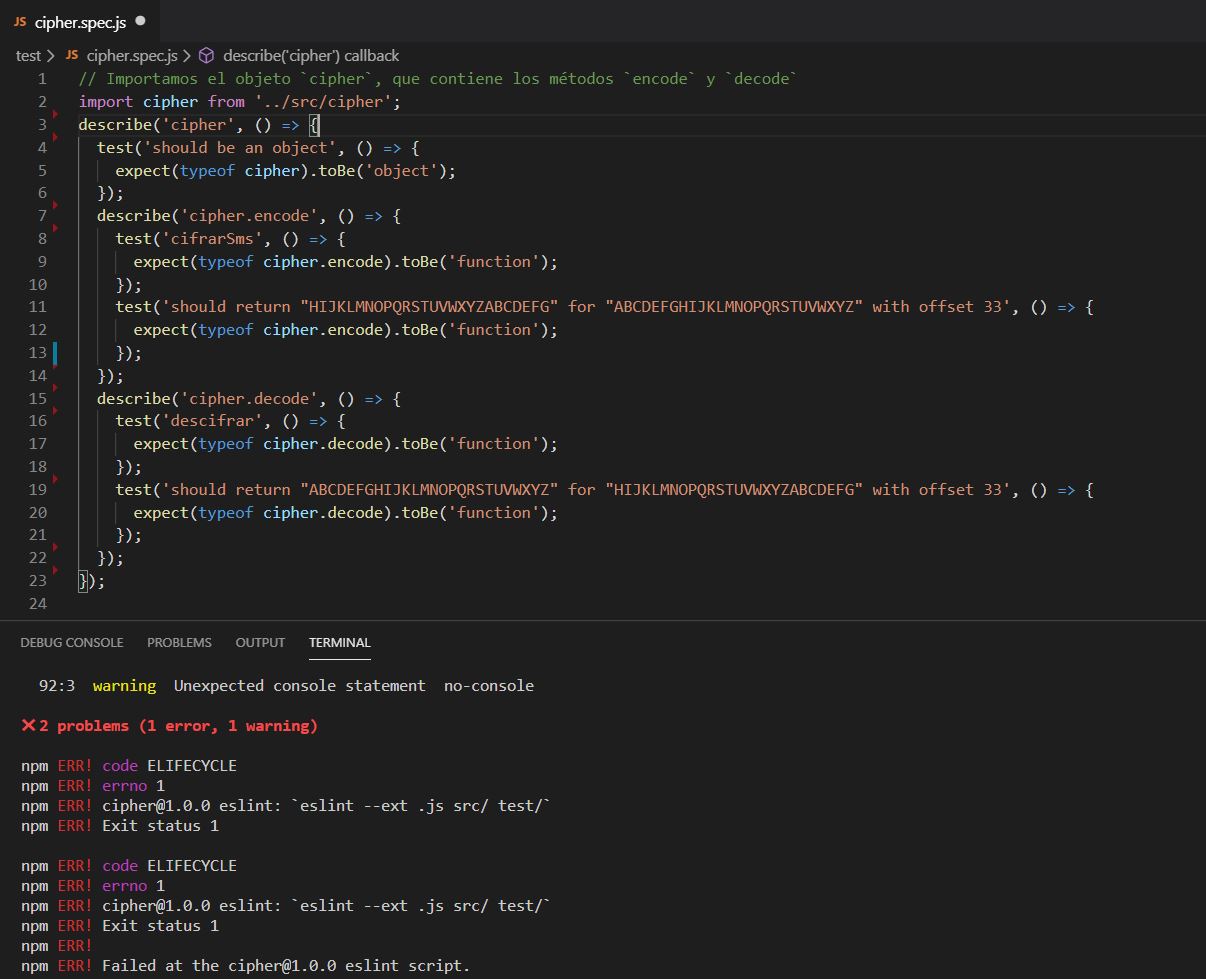 JS cipher.spec.js
test > JS cipher.spec.js > describe('cipher') callback
1 // Importamos el objeto `cipher`, que contiene los métodos `encode` y `decode`
2 import cipher from '../src/cipher';
3 describe('cipher', () => {
4 test('should be an object', () => {
5 expect(typeof cipher).toBe('object');
6 });
7 describe('cipher.encode', () => {
8 test('cifrarSms', () => {
9 expect(typeof cipher.encode).toBe('function');
10 });
11 test('should return "HIJKLMNOPQRSTUVWXYZABCDEFG" for "ABCDEFGHIJKLMNOPQRSTUVWXYZ" with offset 33', () => {
12 expect(typeof cipher.encode).toBe('function');
13 });
14 });
15 describe('cipher.decode', () => {
16 test('descifrar', () => {
17 expect(typeof cipher.decode).toBe('function');
18 });
19 test('should return "ABCDEFGHIJKLMNOPQRSTUVWXYZ" for "HIJKLMNOPQRSTUVWXYZABCDEFG" with offset 33', () => {
20 expect(typeof cipher.decode).toBe('function');
21 });
22 });
23 });
24
DEBUG CONSOLE PROBLEMS OUTPUT TERMINAL
92:3 warning Unexpected console statement no-console
✖ 2 problems (1 error, 1 warning)
npm ERR! code ELIFECYCLE
npm ERR! errno 1
npm ERR! cipher@1.0.0 eslint: `eslint --ext .js src/ test/`
npm ERR! Exit status 1
npm ERR! code ELIFECYCLE
npm ERR! errno 1
npm ERR! cipher@1.0.0 eslint: `eslint --ext .js src/ test/`
npm ERR! Exit status 1
npm ERR!
npm ERR! Failed at the cipher@1.0.0 eslint script.